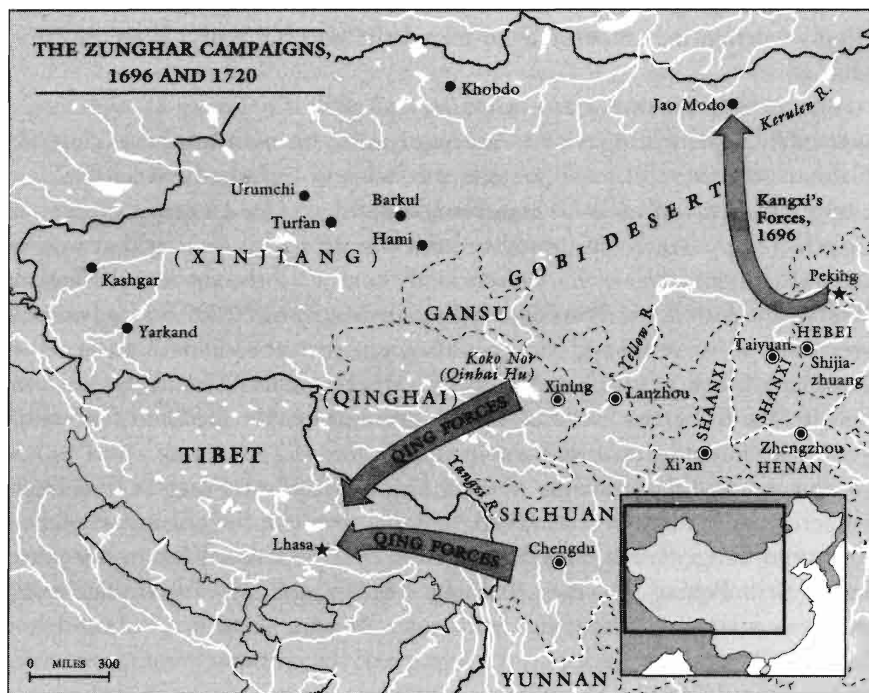 THE ZUNGHAR CAMPAIGNS,
1696 AND 1720
Khobdo
Jao Modo
Kerulen R.
Urumchi
Barkul
Turfan
Hami
(XINJIANG)
GOBI DESERT
Kangxi's
Forces,
1696
Kashgar
Peking
GANSU
Yarkand
Yellow R.
HEBEI
Taiyuan
Shijia-
zhuang
Koko Nor
(Qinhai Hu)
SHAANXI
SHANXI
(QINGHAI)
Xining
Lanzhou
QING FORCES
Zhengzhou
TIBET
Xi'an
HENAN
Yangzi R.
SICHUAN
Lhasa
QING FORCES
Chengdu
0 MILES 300
YUNNAN